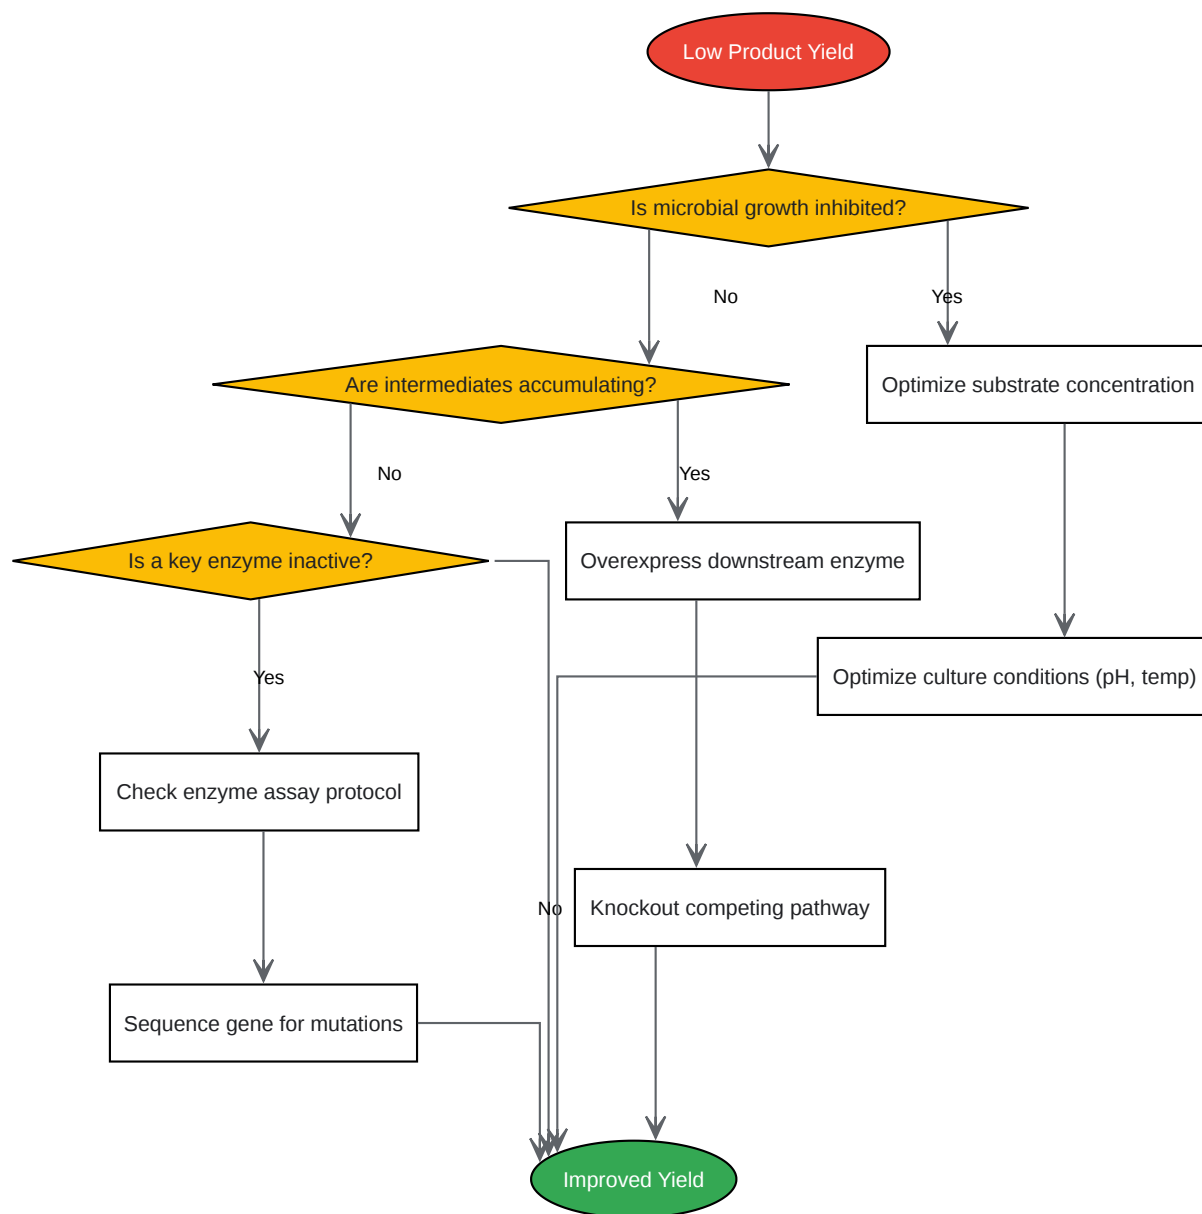 Low Product Yield
Is microbial growth inhibited?
No
Yes
Are intermediates accumulating?
Optimize substrate concentration
No
Yes
Is a key enzyme inactive?
Overexpress downstream enzyme
Yes
Optimize culture conditions (pH, temp)
Check enzyme assay protocol
No
Knockout competing pathway
Sequence gene for mutations
Improved Yield